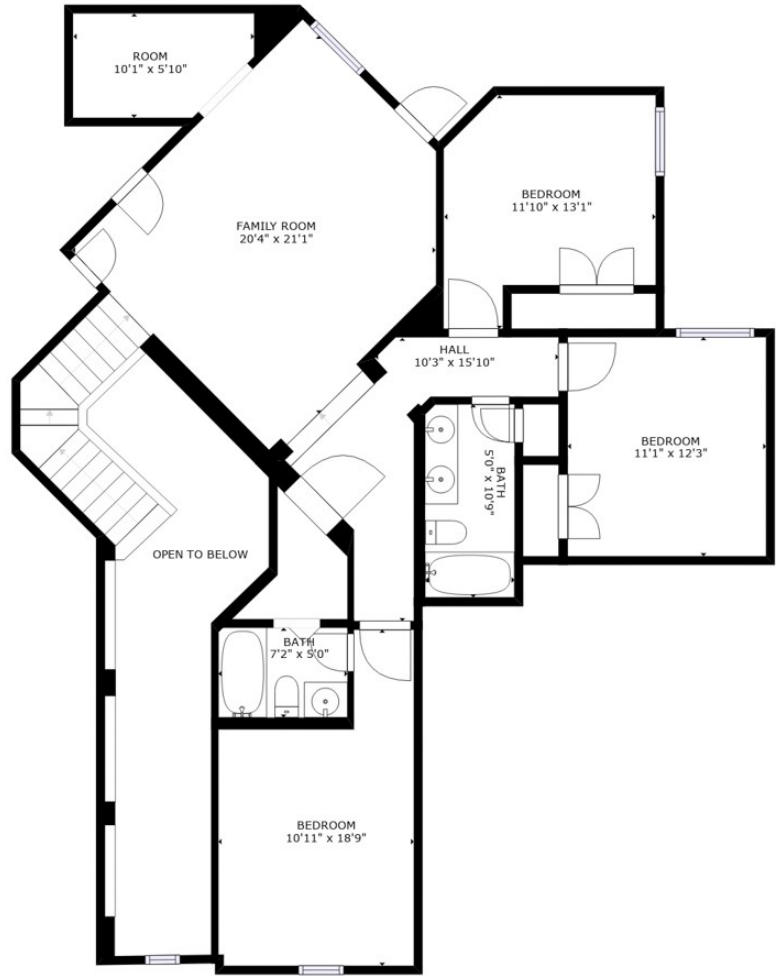 ROOM
10'1" x 5'10"
FAMILY ROOM
20'4" x 21'1"
BEDROOM
11'10" x 13'1"
HALL
10'3" x 15'10"
BEDROOM
11'1" x 12'3"
BATH
5'0" x 10'9"
OPEN TO BELOW
BATH
7'2" x 5'0"
BEDROOM
10'11" x 18'9"